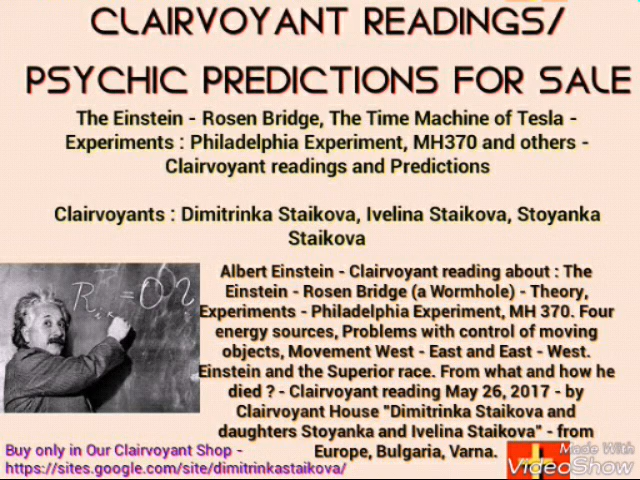 CLAIRVOYANT READINGS/
PSYCHIC PREDICTIONS FOR SALE
The Einstein - Rosen Bridge, The Time Machine of Tesla -
Experiments : Philadelphia Experiment, MH370 and others -
Clairvoyant readings and Predictions
Clairvoyants : Dimitrinka Staikova, Ivelina Staikova, Stoyanka
Staikova
Albert Einstein - Clairvoyant reading about : The
Einstein - Rosen Bridge (a Wormhole) - Theory,
Experiments - Philadelphia Experiment, MH 370. Four
energy sources, Problems with control of moving
objects, Movement West - East and East - West.
Einstein and the Superior race. From what and how he
died ? - Clairvoyant reading May 26, 2017 - by
Clairvoyant House "Dimitrinka Staikova and
daughters Stoyanka and Ivelina Staikova" - from
Europe, Bulgaria, Varna.
Buy only in Our Clairvoyant Shop -
https://sites.google.com/site/dimitrinkastaikova/
Made With
VideoShow